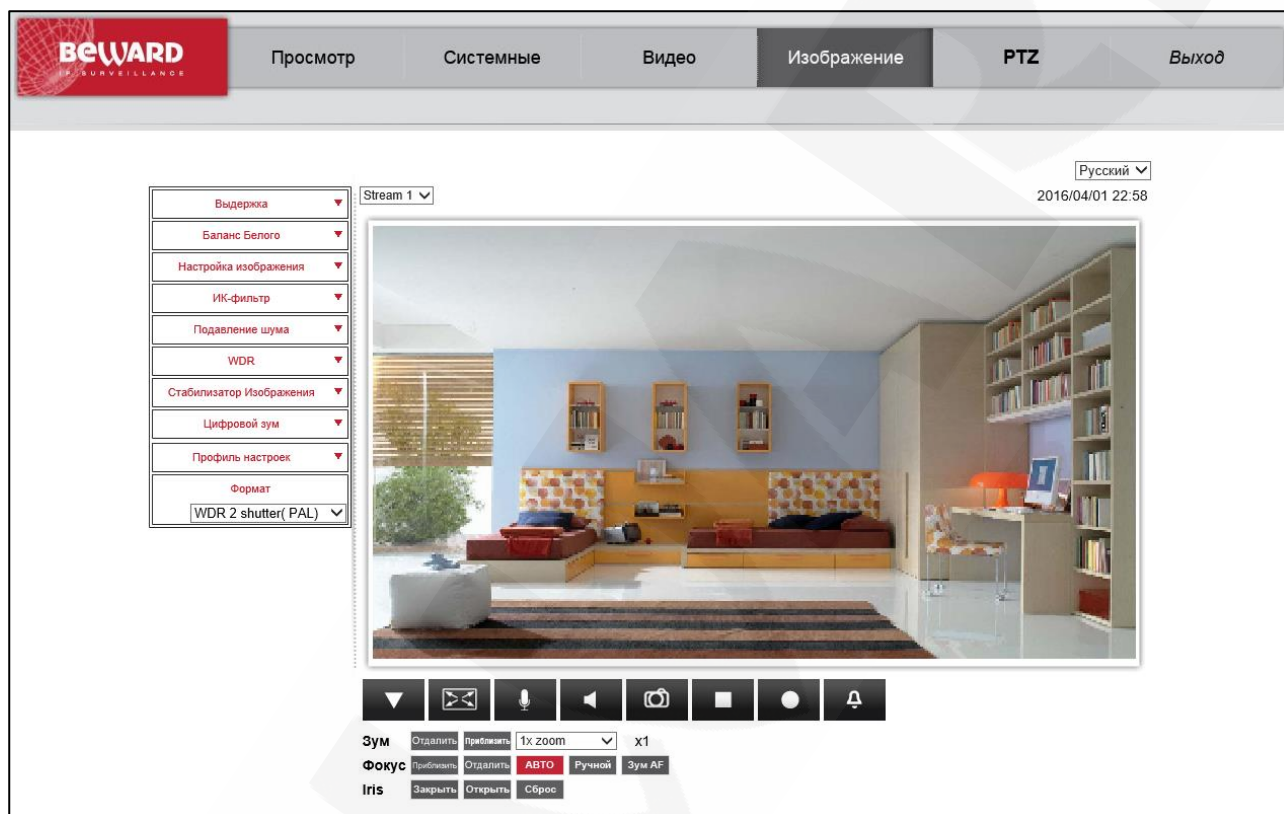 BEWARD
IP SURVEILLANCE
Просмотр
Системные
Видео
Изображение
PTZ
Выход
Русский
Stream 1
2016/04/01 22:58
Выдержка
Баланс Белого
Настройка изображения
ИК-фильтр
Подавление шума
WDR
Стабилизатор Изображения
Цифровой зум
Профиль настроек
Формат
WDR 2 shutter( PAL)
Зум Отдалить Приблизить 1x zoom x1
Фокус Приблизить Отдалить АВТО Ручной Зум AF
Iris Закрыть Открыть Сброс